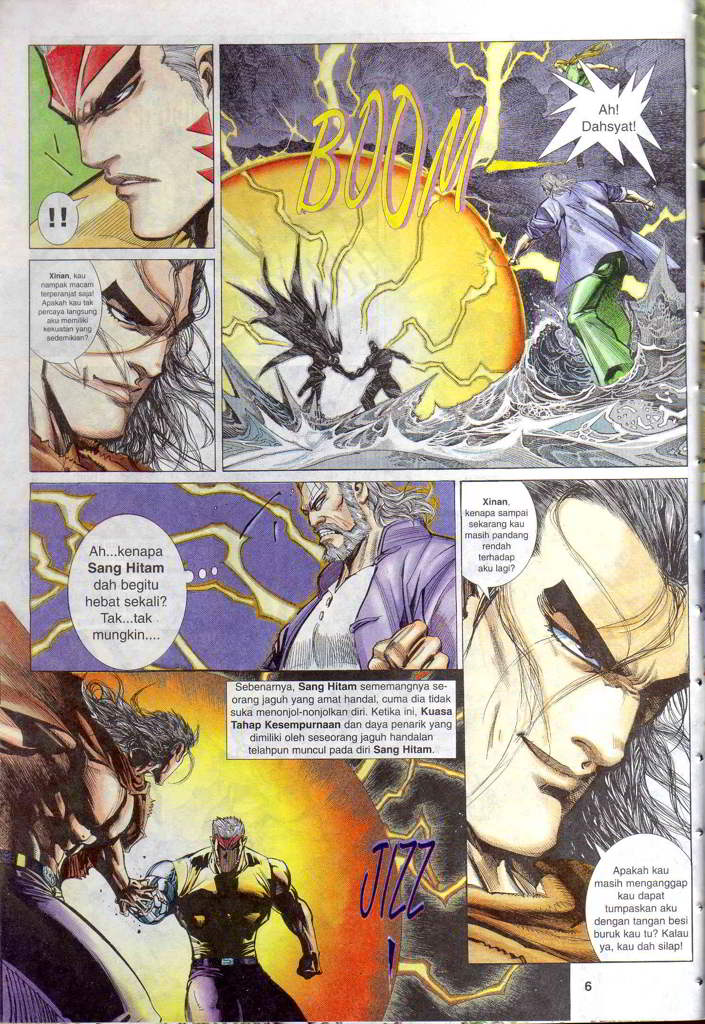 !!
BOOM
Ah!
Dahsyat!
Xinan, kau
nampak macam
terperanjat saja!
Apakah kau tak
percaya langsung
aku memiliki
kekuatan yang
sedemikian?
Ah...kenapa
Sang Hitam
dah begitu
hebat sekali?
Tak...tak
mungkin....
Xinan,
kenapa sampai
sekarang kau
masih pandang
rendah
terhadap
aku lagi?
Sebenarnya, Sang Hitam sememangnya se-
orang jaguh yang amat handal, cuma dia tidak
suka menonjol-nonjolkan diri. Ketika ini, Kuasa
Tahap Kesempurnaan dan daya penarik yang
dimiliki oleh seseorang jaguh handalan
telahpun muncul pada diri Sang Hitam.
JIZZ
!
Apakah kau
masih menganggap
kau dapat
tumpaskan aku
dengan tangan besi
buruk kau tu? Kalau
ya, kau dah silap!
6